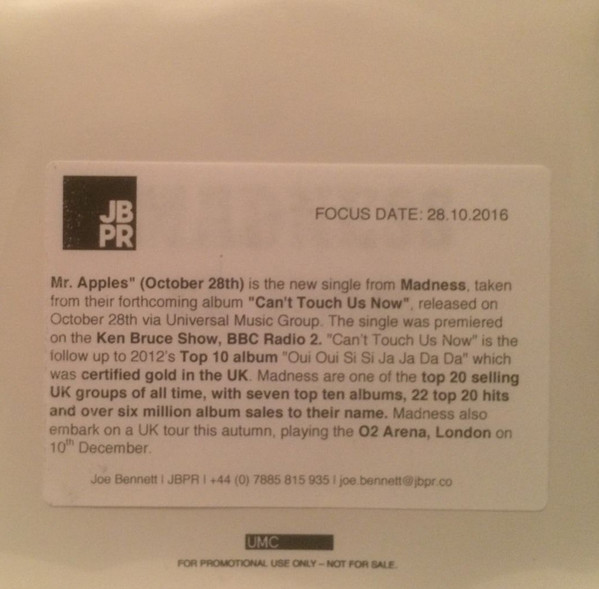 JB
PR
FOCUS DATE: 28.10.2016
Mr. Apples" (October 28th) is the new single from Madness, taken
from their forthcoming album "Can't Touch Us Now", released on
October 28th via Universal Music Group. The single was premiered
on the Ken Bruce Show, BBC Radio 2. "Can't Touch Us Now" is the
follow up to 2012's Top 10 album "Oui Oui Si Si Ja Ja Da Da" which
was certified gold in the UK. Madness are one of the top 20 selling
UK groups of all time, with seven top ten albums, 22 top 20 hits
and over six million album sales to their name. Madness also
embark on a UK tour this autumn, playing the O2 Arena, London on
10th December.
Joe Bennett I JBPR I +44 (0) 7885 815 935 I joe.bennett@jbpr.co
UMC
FOR PROMOTIONAL USE ONLY – NOT FOR SALE.